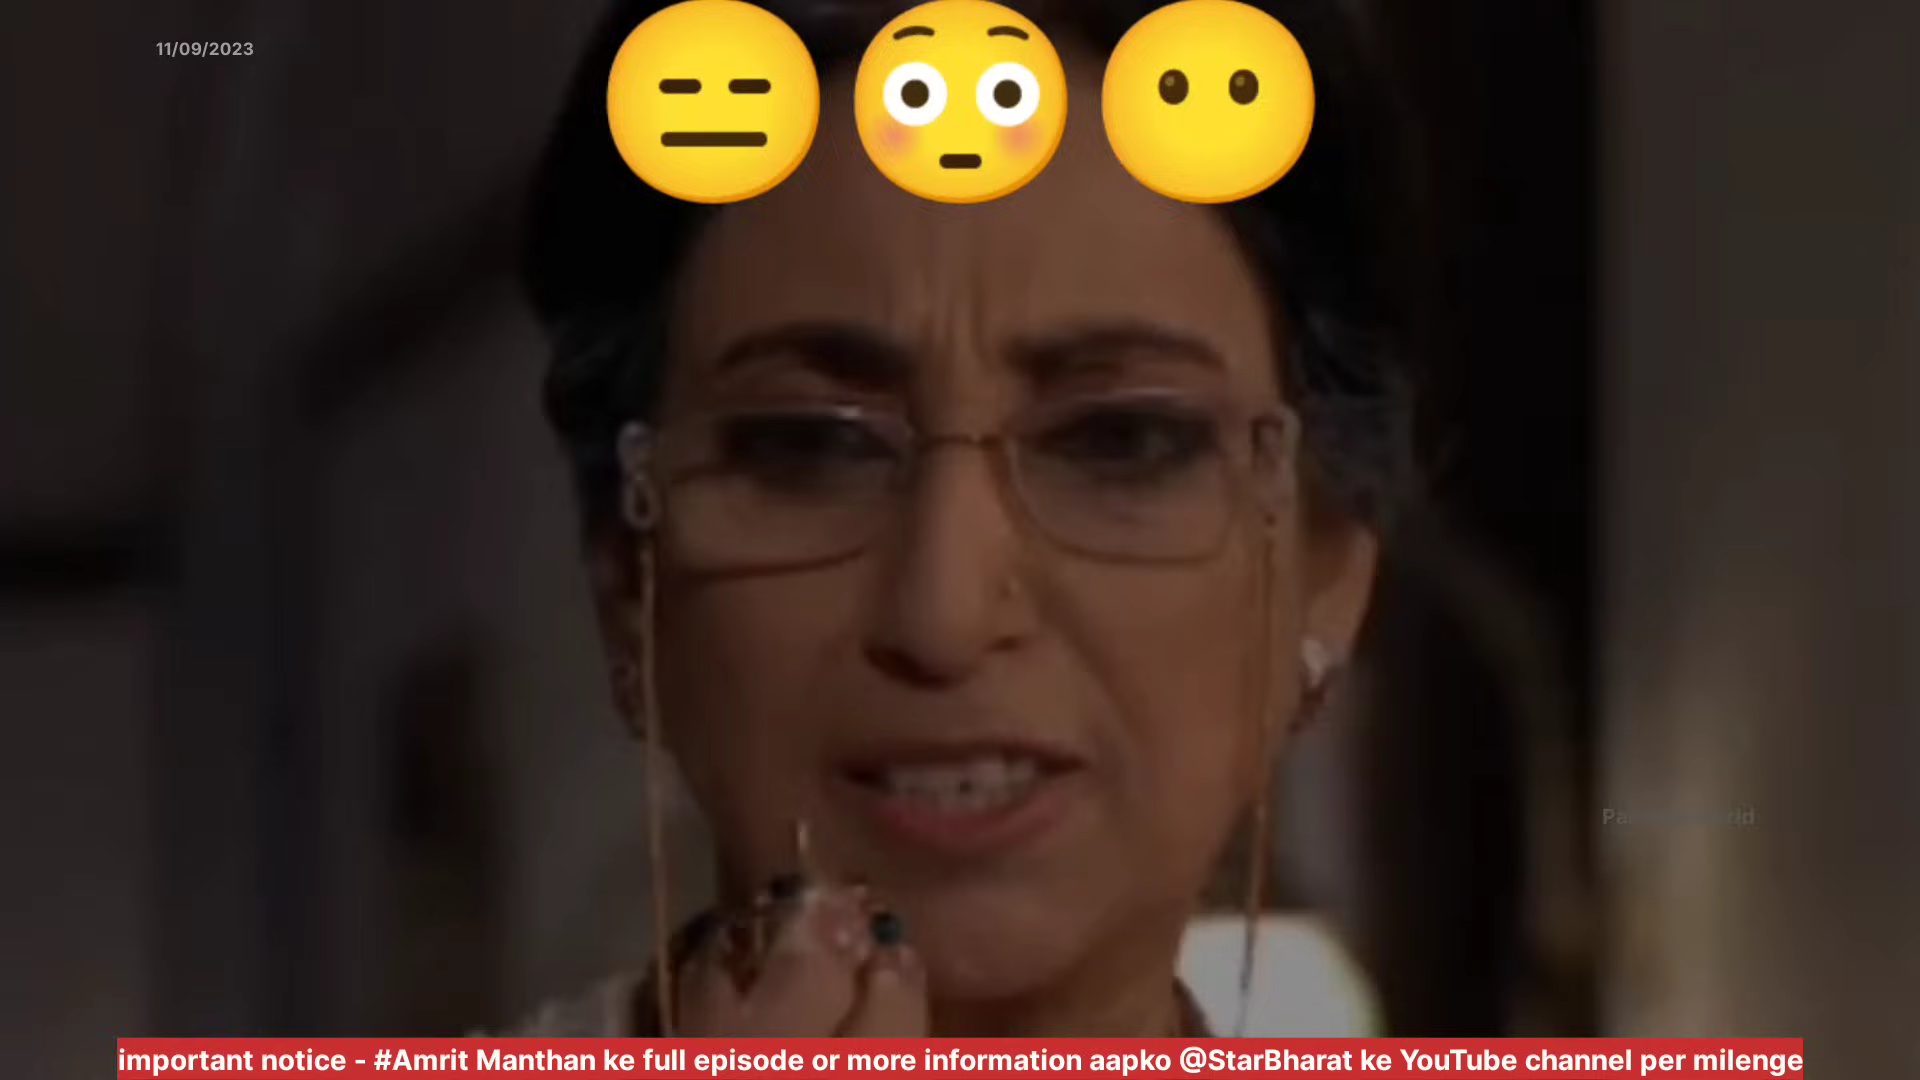 11/09/2023
important notice - #Amrit Manthan ke full episode or more information aapko @StarBharat ke YouTube channel per milenge